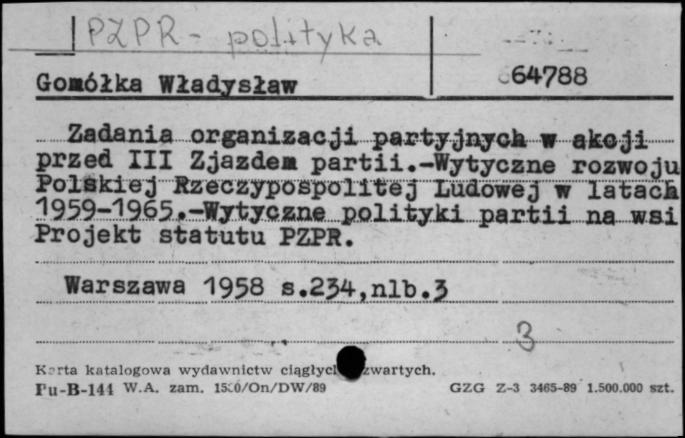 PZPR - polityka
Gomółka Władysław
64788
Zadania organizacji partyjnych w akcji
przed III Zjazdem partii.-Wytyczne rozwoju
Polskiej Rzeczypospolitej Ludowej w latach
1959-1965.-Wytyczne polityki partii na wsi
Projekt statutu PZPR.
Warszawa 1958 s.234,nlb.3
3
Karta katalogowa wydawnictw ciągłych zwartych.
Pu-B-144 W.A. zam. /On/DW/89 GZG Z-3 3465-89 1.500.000 szt.